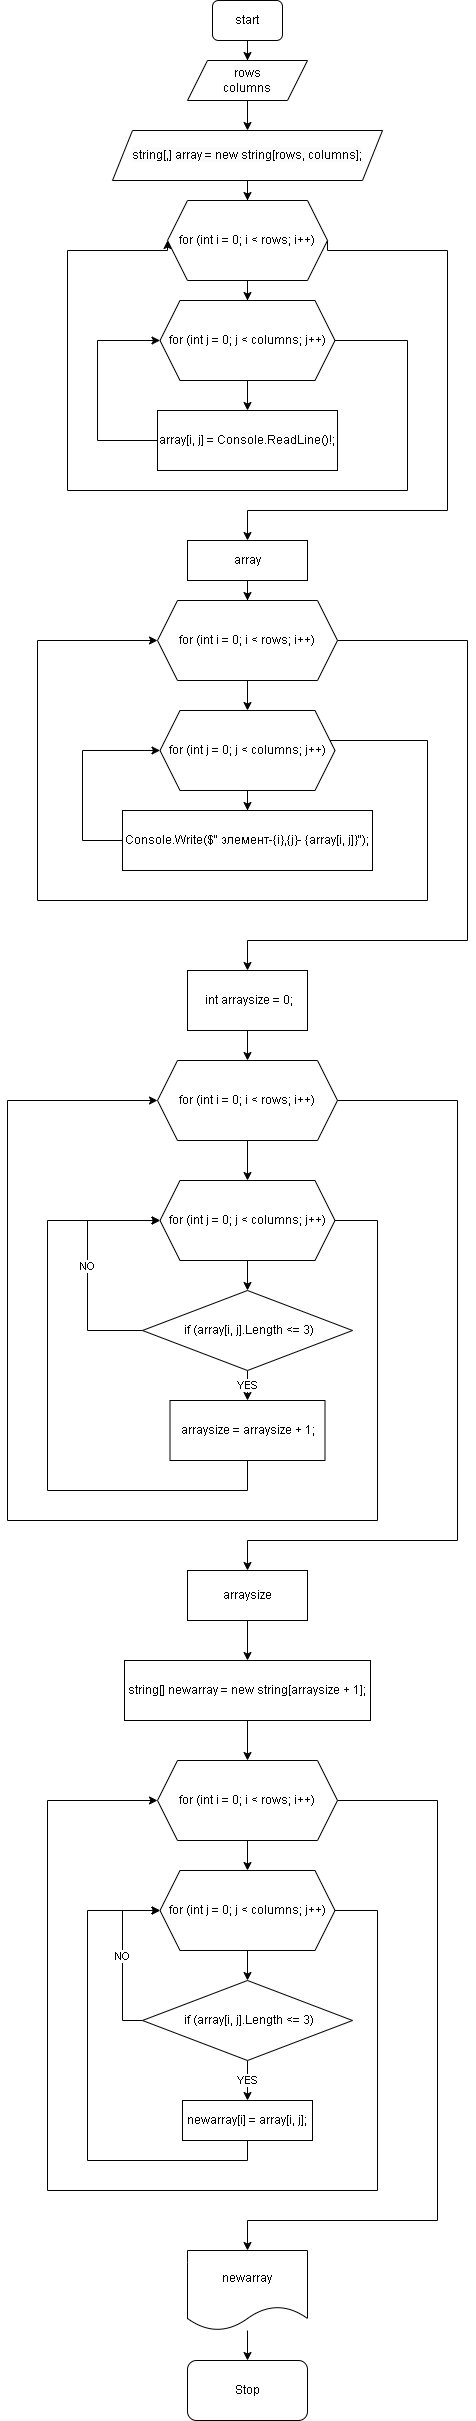 start
rows
columns
string[,] array = new string[rows, columns];
for (int i = 0; i < rows; i++)
for (int j = 0; j < columns; j++)
array[i, j] = Console.ReadLine()!;
array
for (int i = 0; i < rows; i++)
for (int j = 0; j < columns; j++)
Console.Write($" элемент-{i},{j}- {array[i, j]}");
int arraysize = 0;
for (int i = 0; i < rows; i++)
for (int j = 0; j < columns; j++)
NO
if (array[i, j].Length <= 3)
YES
arraysize = arraysize + 1;
arraysize
string[] newarray = new string[arraysize + 1];
for (int i = 0; i < rows; i++)
for (int j = 0; j < columns; j++)
NO
if (array[i, j].Length <= 3)
YES
newarray[i] = array[i, j];
newarray
Stop